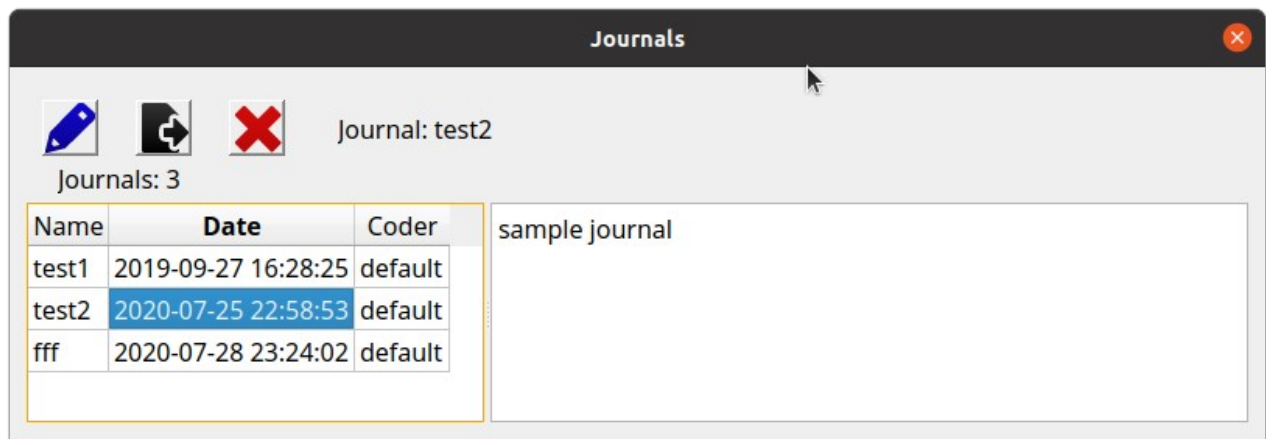 Journals
Journal: test2
Journals: 3
Name Date Coder
test1 2019-09-27 16:28:25 default
test2 2020-07-25 22:58:53 default
fff 2020-07-28 23:24:02 default
sample journal